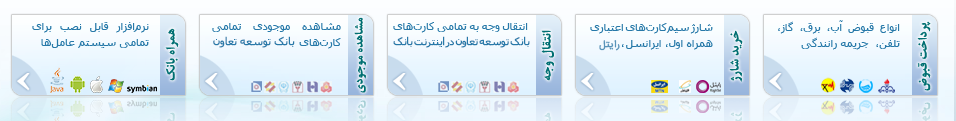 پرداخت قبوض
انواع قبوض آب، برق، گاز،
تلفن، جریمه رانندگی
خرید شارژ
شارژ سیم‌کارت‌های اعتباری
همراه اول، ایرانسل، رایتل
انتقال وجه
انتقال وجه به تمامی کارت‌های
بانک توسعه تعاون در اینترنت بانک
مشاهده موجودی
مشاهده موجودی تمامی
کارت‌های بانک توسعه تعاون
همراه بانک
نرم‌افزار قابل نصب برای
تمامی سیستم عامل‌ها
Java
symbian